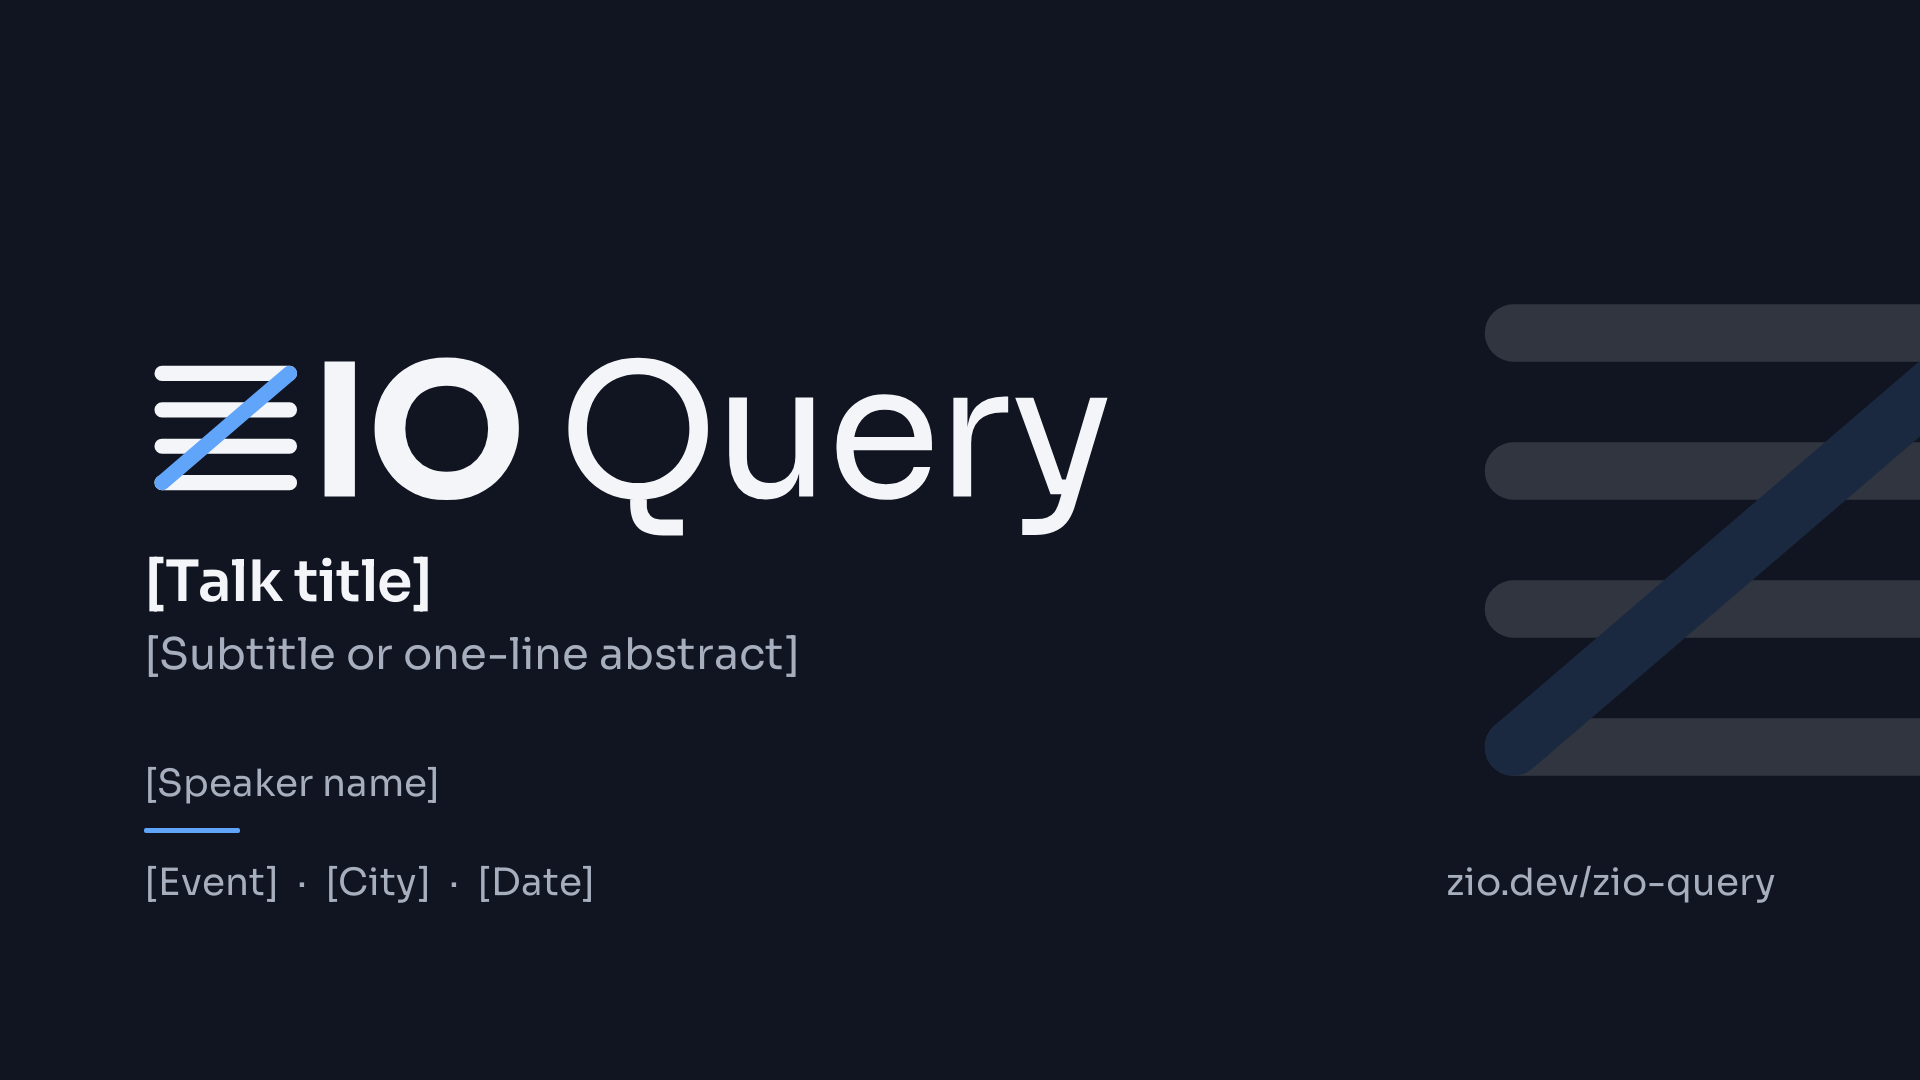 ZIO Query
[Talk title]
[Subtitle or one-line abstract]
[Speaker name]
[Event] · [City] · [Date]
zio.dev/zio-query